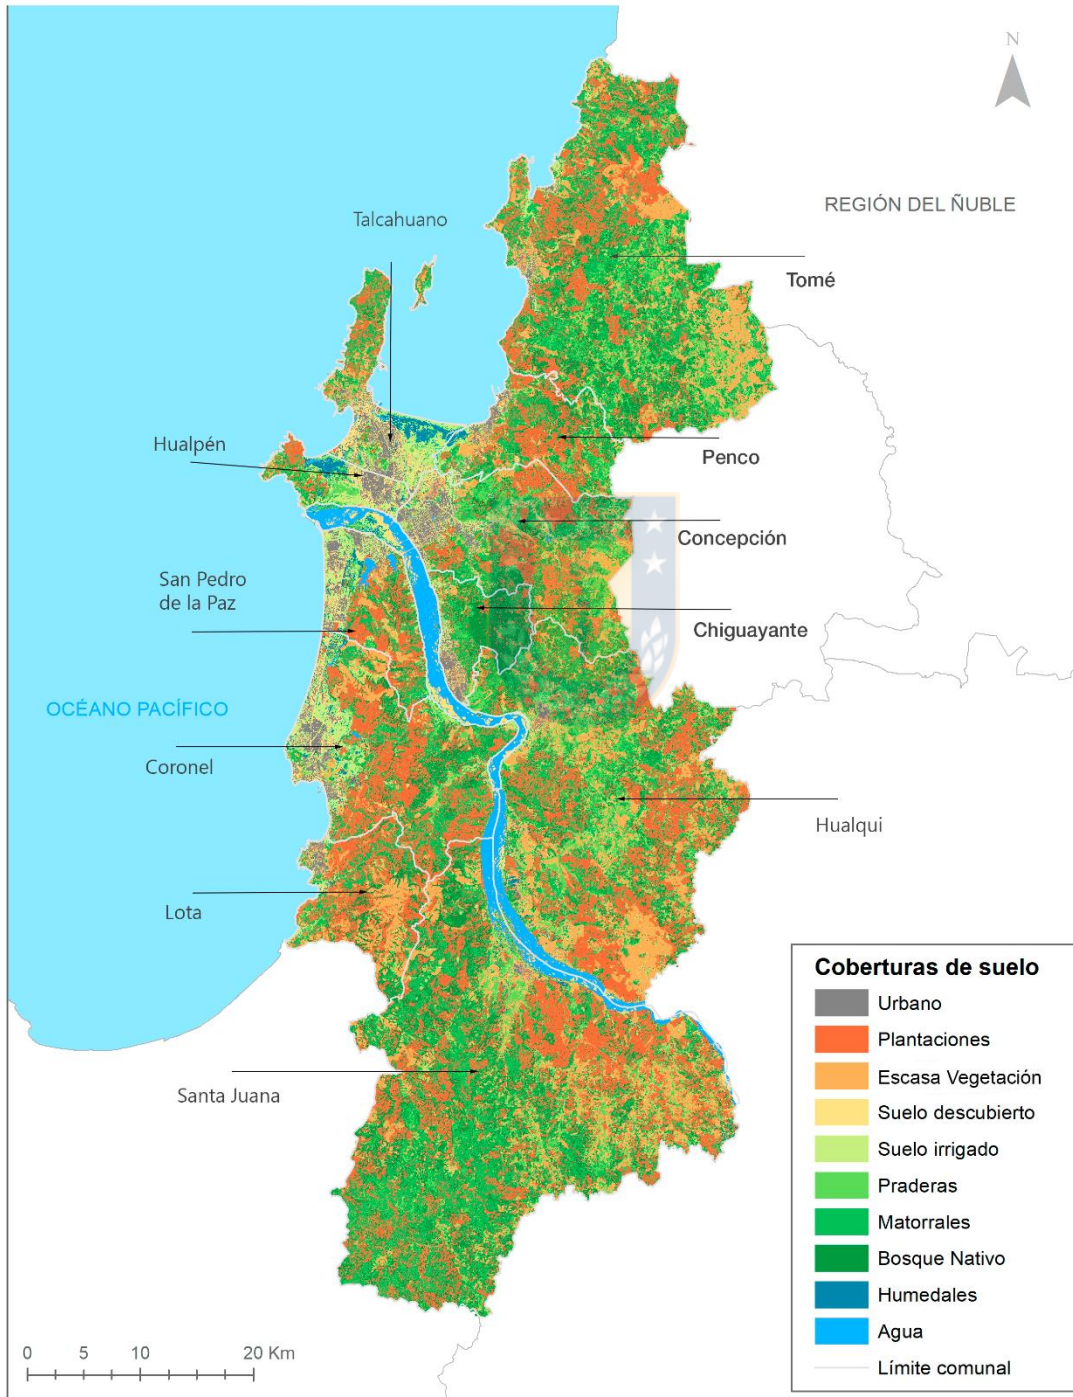 N
REGIÓN DEL ÑUBLE
Talcahuano
Tomé
Hualpén
Penco
Concepción
San Pedro
de la Paz
Chiguayante
OCÉANO PACÍFICO
Coronel
Hualqui
Lota
Santa Juana
Coberturas de suelo
Urbano
Plantaciones
Escasa Vegetación
Suelo descubierto
Suelo irrigado
Praderas
Matorrales
Bosque Nativo
Humedales
Agua
Límite comunal
0 5 10 20 Km